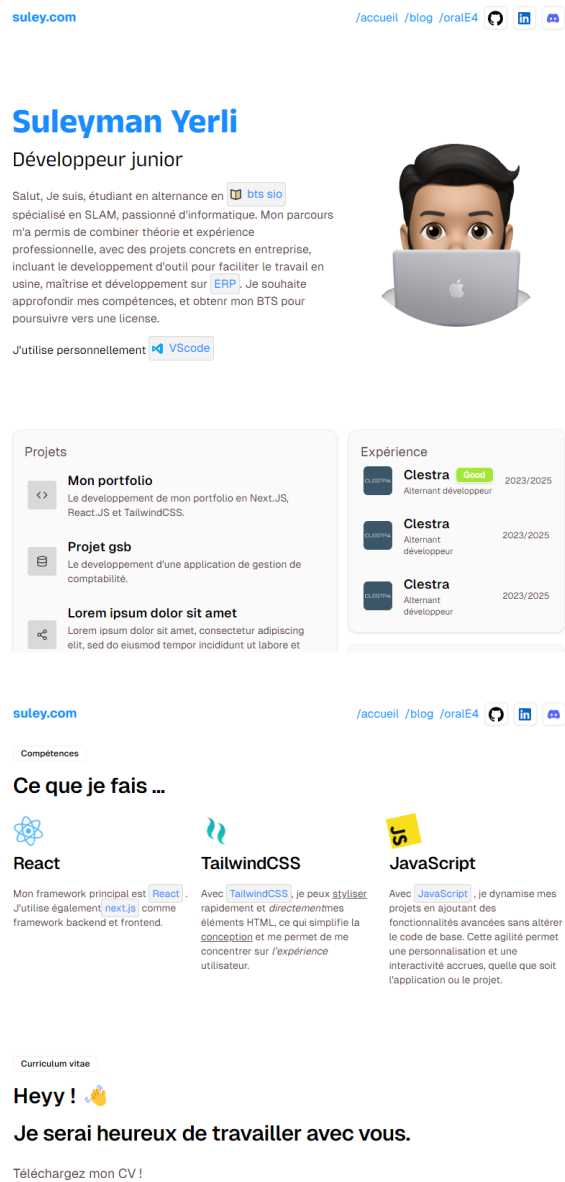 suley.com
/accueil /blog /oralE4
Suleyman Yerli
Développeur junior
Salut, Je suis, étudiant en alternance en bts sio
spécialisé en SLAM, passionné d'informatique. Mon parcours
m'a permis de combiner théorie et expérience
professionnelle, avec des projets concrets en entreprise,
incluant le developpement d'outil pour faciliter le travail en
usine, maîtrise et développement sur ERP. Je souhaite
approfondir mes compétences, et obtenr mon BTS pour
poursuivre vers une license.
J'utilise personnellement VScode
Projets
Mon portfolio
Le developpement de mon portfolio en Next.JS,
React.JS et TailwindCSS.
Projet gsb
Le developpement d'une application de gestion de
comptabilité.
Lorem ipsum dolor sit amet
Lorem ipsum dolor sit amet, consectetur adipiscing
elit, sed do eiusmod tempor incididunt ut labore et
Expérience
CLESTRA
Clestra Good
Alternant développeur
2023/2025
CLESTRA
Clestra
Alternant
développeur
2023/2025
CLESTRA
Clestra
Alternant
développeur
2023/2025
suley.com
/accueil /blog /oralE4
Compétences
Ce que je fais ...
React
Mon framework principal est React .
J'utilise également next.js comme
framework backend et frontend.
TailwindCSS
Avec TailwindCSS , je peux styliser
rapidement et directementmes
éléments HTML, ce qui simplifie la
conception et me permet de me
concentrer sur l'expérience
utilisateur.
JS
JavaScript
Avec JavaScript , je dynamise mes
projets en ajoutant des
fonctionnalités avancées sans altérer
le code de base. Cette agilité permet
une personnalisation et une
interactivité accrues, quelle que soit
l'application ou le projet.
Curriculum vitae
Heyy ! 👋
Je serai heureux de travailler avec vous.
Téléchargez mon CV !